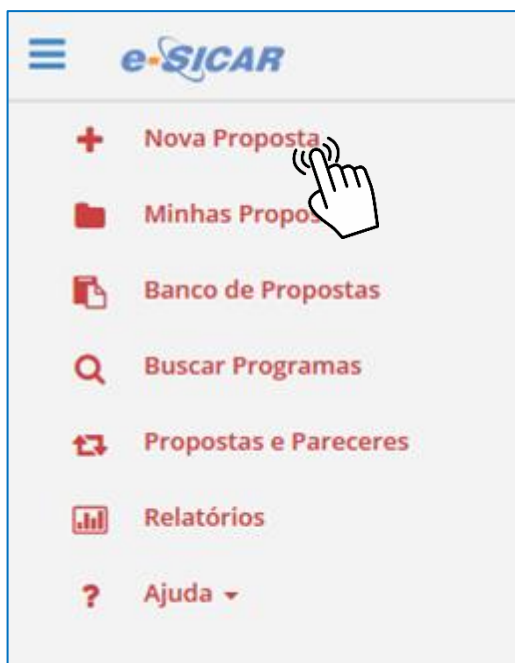 e-SICAR
Nova Proposta
Minhas Propos
Banco de Propostas
Buscar Programas
Propostas e Pareceres
Relatórios
? Ajuda